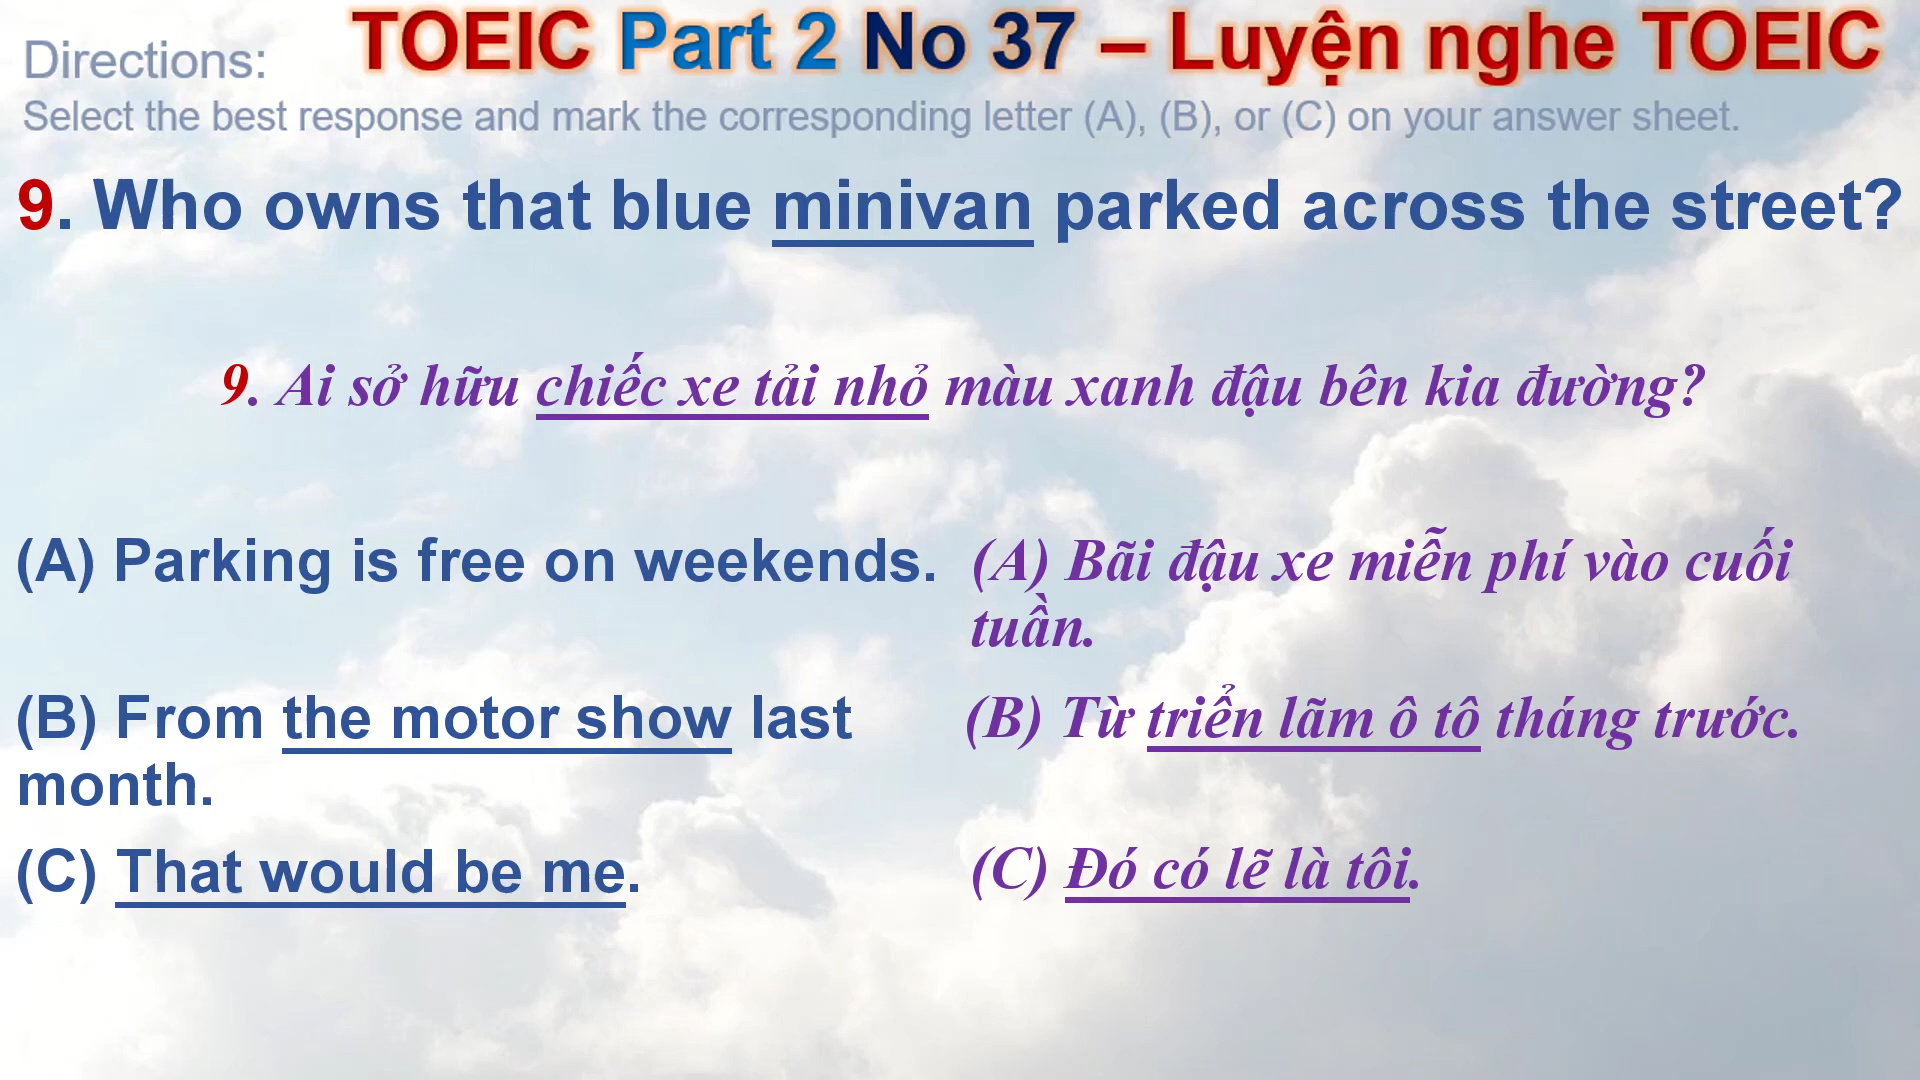 TOEIC Part 2 No 37 – Luyện nghe TOEIC
Directions:
Select the best response and mark the corresponding letter (A), (B), or (C) on your answer sheet.
9. Who owns that blue minivan parked across the street?
9. Ai sở hữu chiếc xe tải nhỏ màu xanh đậu bên kia đường?
(A) Parking is free on weekends.
(A) Bãi đậu xe miễn phí vào cuối
tuần.
(B) From the motor show last
month.
(B) Từ triển lãm ô tô tháng trước.
(C) That would be me.
(C) Đó có lẽ là tôi.